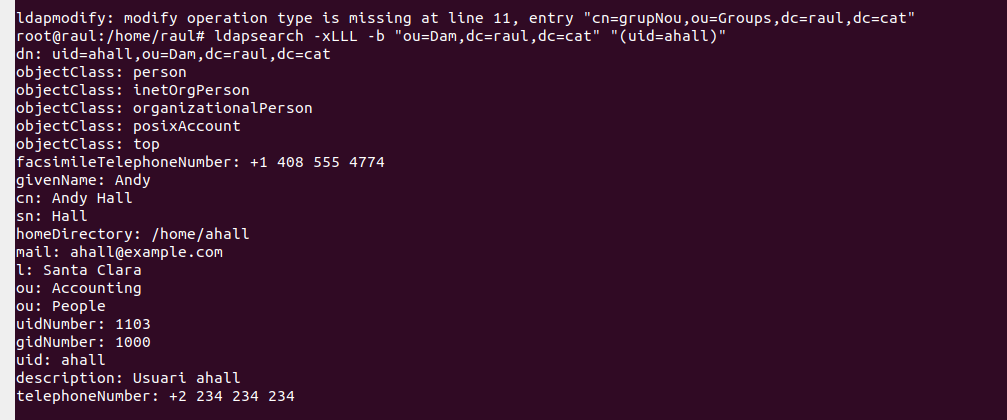 ldapmodify: modify operation type is missing at line 11, entry "cn=grupNou,ou=Groups,dc=raul,dc=cat"
root@raul:/home/raul# ldapsearch -xLLL -b "ou=Dam,dc=raul,dc=cat" "(uid=ahall)"
dn: uid=ahall,ou=Dam,dc=raul,dc=cat
objectClass: person
objectClass: inetOrgPerson
objectClass: organizationalPerson
objectClass: posixAccount
objectClass: top
facsimileTelephoneNumber: +1 408 555 4774
givenName: Andy
cn: Andy Hall
sn: Hall
homeDirectory: /home/ahall
mail: ahall@example.com
l: Santa Clara
ou: Accounting
ou: People
uidNumber: 1103
gidNumber: 1000
uid: ahall
description: Usuari ahall
telephoneNumber: +2 234 234 234